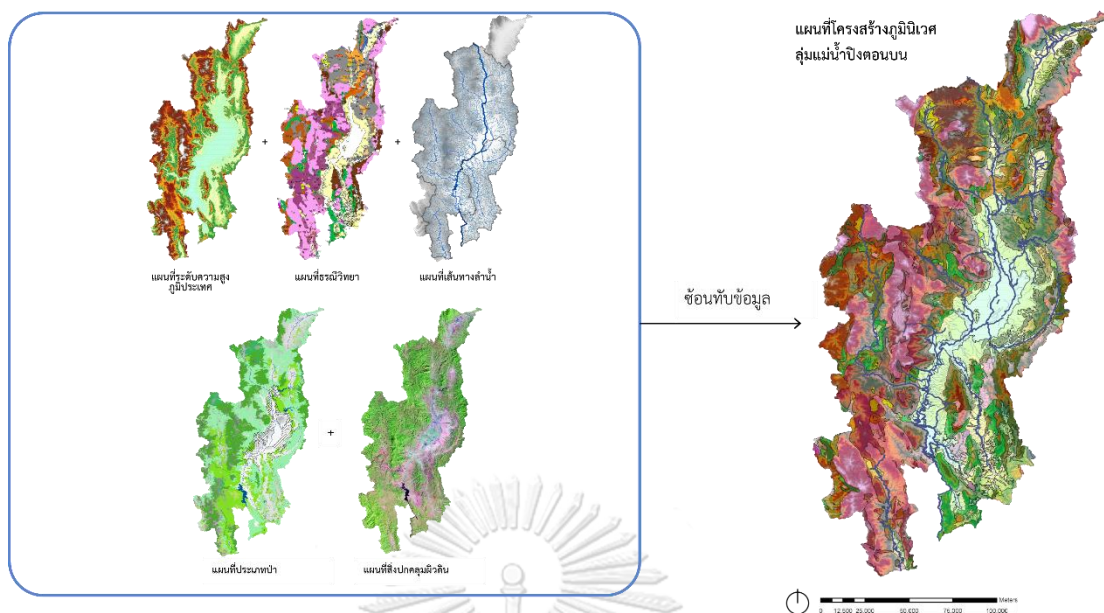 แผนที่โครงสร้างภูมินิเวศ
ลุ่มแม่น้ำปิงตอนบน
+
+
แผนที่ระดับความสูง
ภูมิประเทศ
แผนที่ธรณีวิทยา
แผนที่เส้นทางลำน้ำ
ซ้อนทับข้อมูล
+
แผนที่ประเภทป่า
แผนที่สิ่งปกคลุมผิวดิน
Meters
0 12,500 25,000 50,000 75,000 100,000